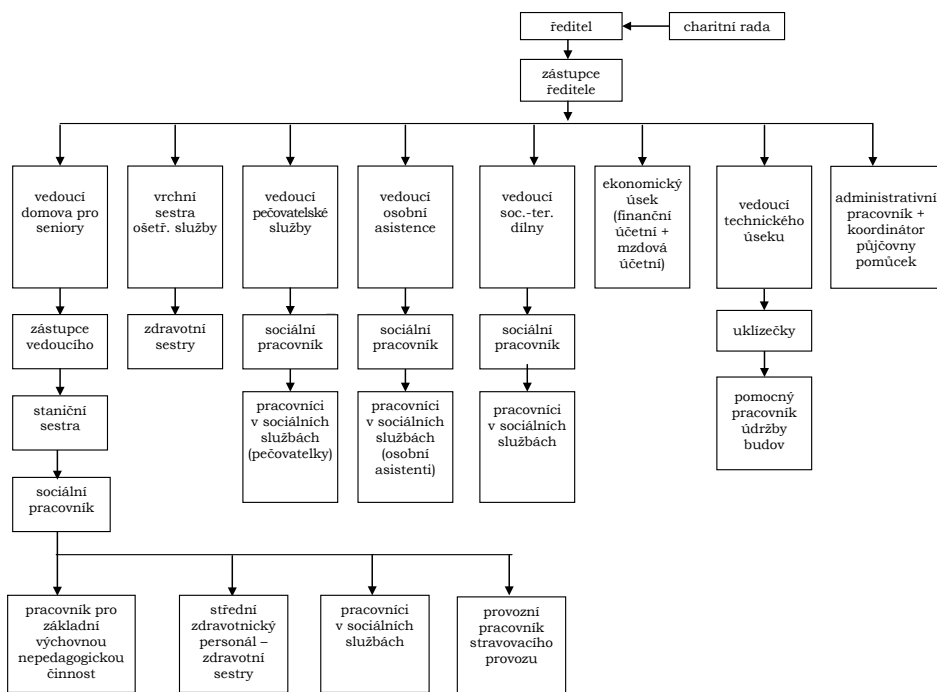 ředitel
charitní rada
zástupce
ředitele
vedoucí
domova pro
seniory
vrchní
sestra
ošetř. služby
vedoucí
pečovatelské
služby
vedoucí
osobní
asistence
vedoucí
soc.-ter.
dílny
ekonomický
úsek
(finanční
účetní +
mzdová
účetní)
vedoucí
technického
úseku
administrativní
pracovník +
koordinátor
půjčovny
pomůcek
zástupce
vedoucího
zdravotní
sestry
sociální
pracovník
sociální
pracovník
sociální
pracovník
uklízečky
staniční
sestra
pracovníci
v sociálních
službách
(pečovatelky)
pracovníci
v sociálních
službách
(osobní
asistenti)
pracovníci
v sociálních
službách
pomocný
pracovník
údržby
budov
sociální
pracovník
pracovník pro
základní
výchovnou
nepedagogickou
činnost
střední
zdravotnický
personál –
zdravotní
sestry
pracovníci
v sociálních
službách
provozní
pracovník
stravovacího
provozu